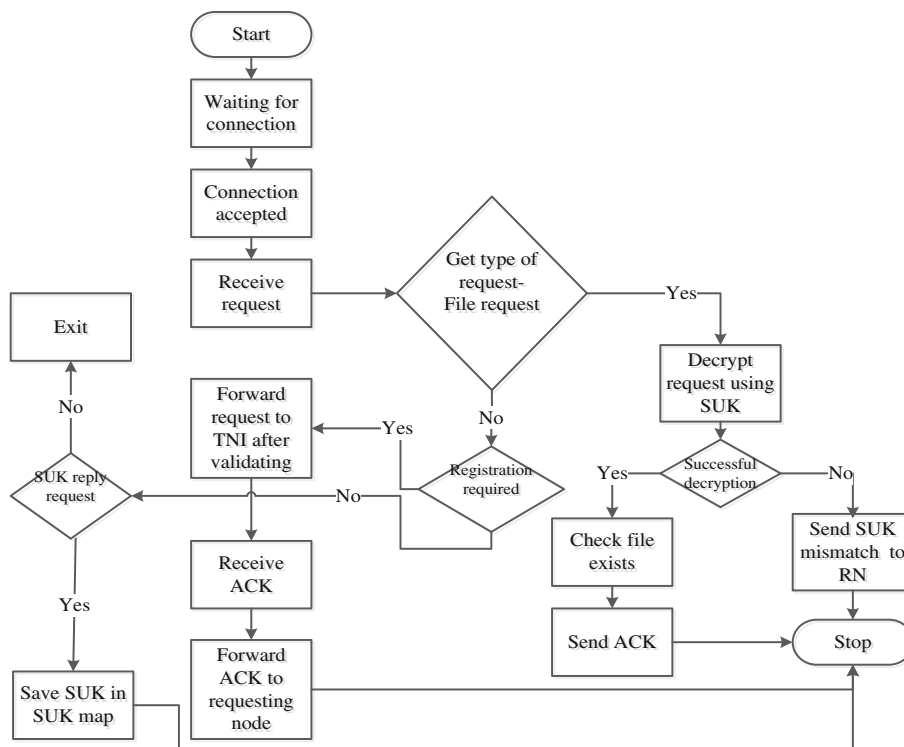 Start
Waiting for
connection
Connection
accepted
Receive
request
Get type of
request-
File request
Yes
Decrypt
request using
SUK
Successful
decryption
Yes
No
Check file
exists
Send ACK
Send SUK
mismatch to
RN
Stop
No
Registration
required
Yes
No
Forward
request to
TNI after
validating
Receive
ACK
Forward
ACK to
requesting
node
SUK reply
request
No
Exit
Yes
Save SUK in
SUK map